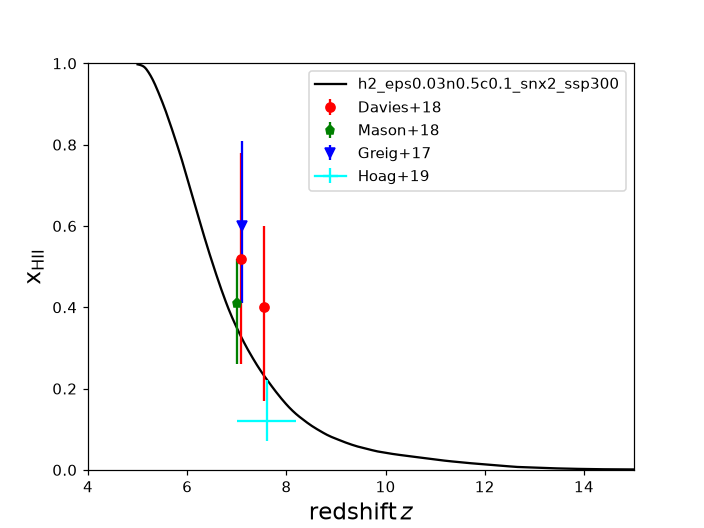 1.0
0.8
0.6
0.4
0.2
0.0
4 6 8 10 12 14
xHII
redshift z
h2_eps0.03n0.5c0.1_snx2_ssp300
Davies+18
Mason+18
Greig+17
Hoag+19